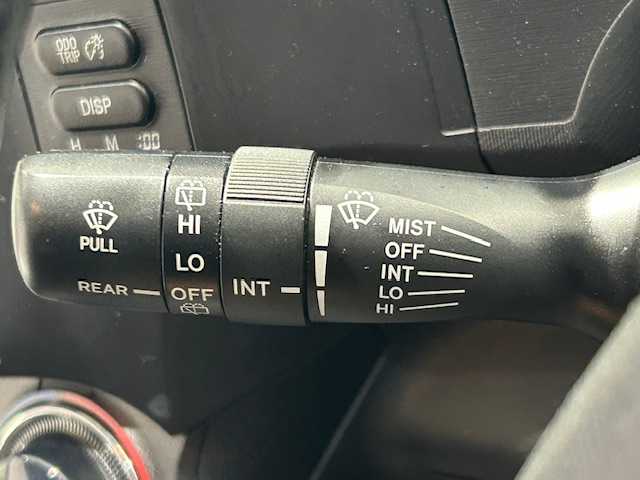 ODO
TRIP
DISP
H M :00
PULL
REAR
HI
LO
OFF
INT
MIST
OFF
INT
LO
HI